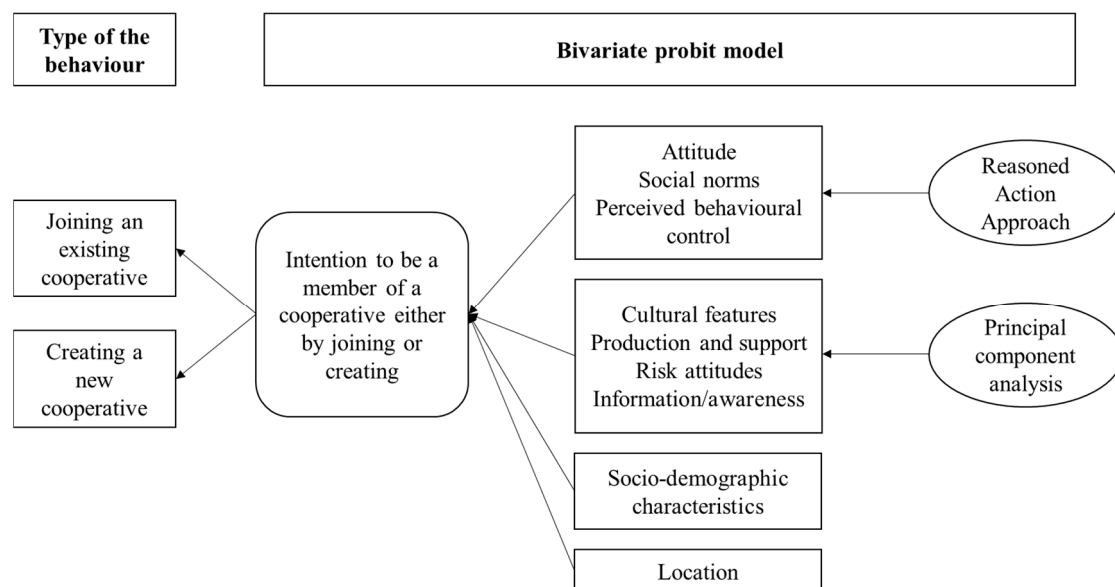 Type of the
behaviour
Bivariate probit model
Joining an
existing
cooperative
Creating a
new
cooperative
Intention to be a
member of a
cooperative either
by joining or
creating
Attitude
Social norms
Perceived behavioural
control
Cultural features
Production and support
Risk attitudes
Information/awareness
Socio-demographic
characteristics
Location
Reasoned
Action
Approach
Principal
component
analysis